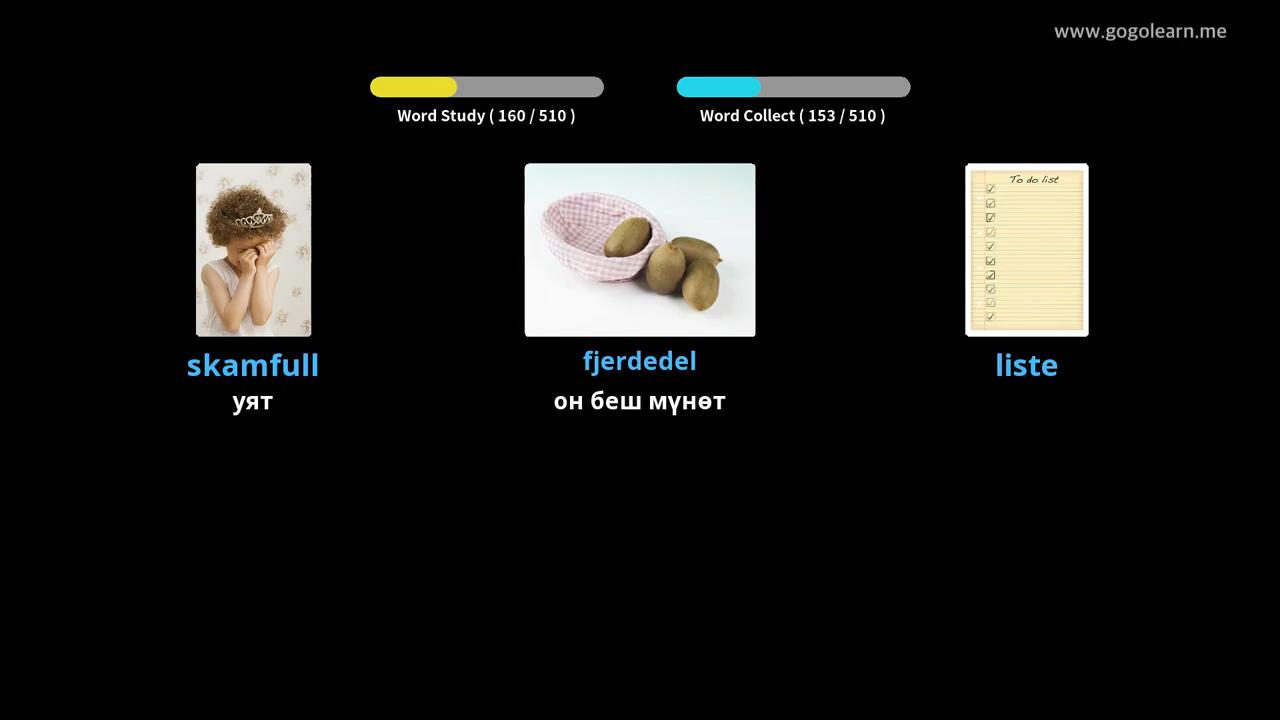 www.gogolearn.me
Word Study ( 160 / 510 )
Word Collect ( 153 / 510 )
To do list
skamfull
уят
fjerdedel
он беш мүнөт
liste